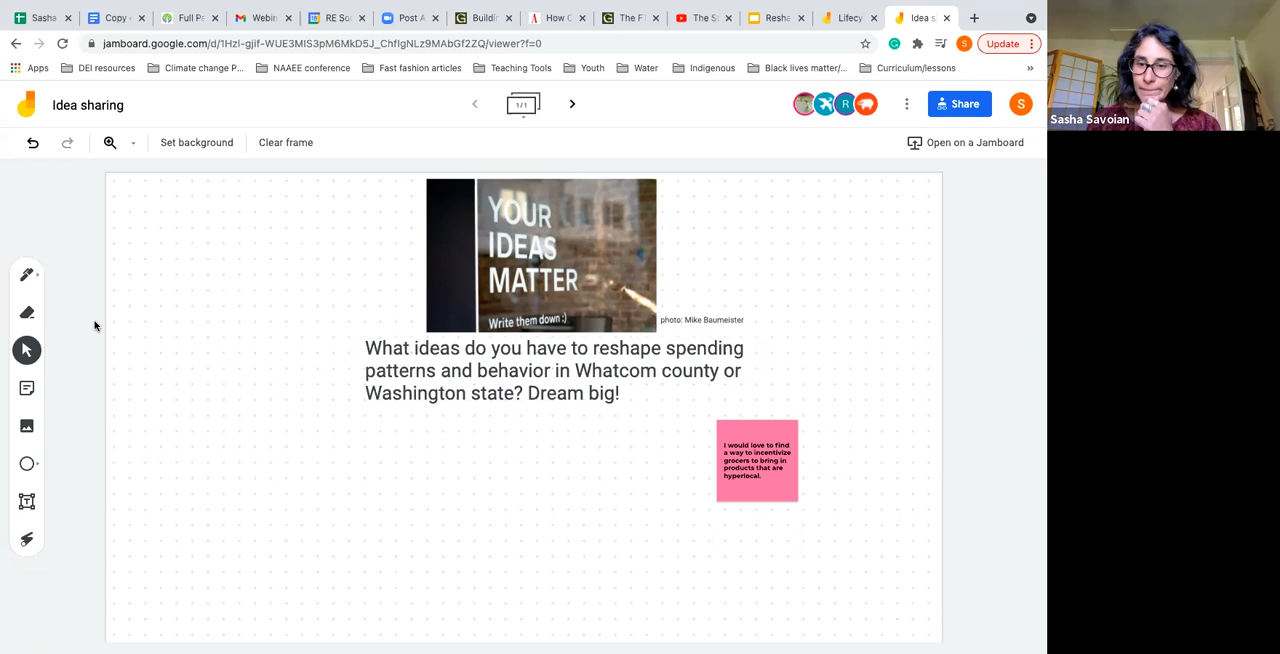 Sasha
Copy
Full Pa
Webin
RE Sou
Post A
Buildin
How C
The FT
The St
Resha
Lifecy
Idea s
jamboard.google.com/d/1HzI-gjif-WUE3MIS3pM6MkD5J_ChfIgNLz9MAbGf2ZQ/viewer?f=0
S
Update
Apps
DEI resources
Climate change P...
NAAEE conference
Fast fashion articles
Teaching Tools
Youth
Water
Indigenous
Black lives matter/...
Curriculum/lessons
»
Idea sharing
1/1
R
Share
S
Set background
Clear frame
Open on a Jamboard
YOUR
IDEAS
MATTER
Write them down :)
photo: Mike Baumeister
What ideas do you have to reshape spending
patterns and behavior in Whatcom county or
Washington state? Dream big!
I would love to find
a way to incentivize
grocers to bring in
products that are
hyperlocal.
Sasha Savoian